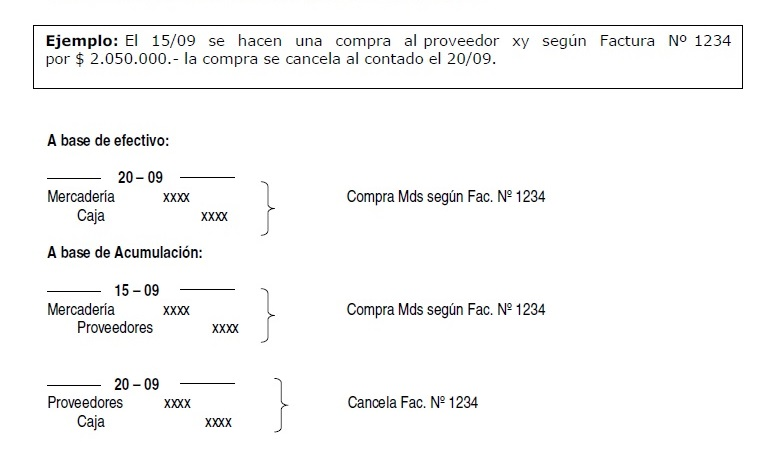 Ejemplo: El 15/09 se hacen una compra al proveedor xy según Factura Nº 1234
por $ 2.050.000.- la compra se cancela al contado el 20/09.
A base de efectivo:
20 – 09
Mercadería xxxx Compra Mds según Fac. Nº 1234
Caja xxxx
A base de Acumulación:
15 – 09
Mercadería xxxx Compra Mds según Fac. Nº 1234
Proveedores xxxx
20 – 09
Proveedores xxxx Cancela Fac. Nº 1234
Caja xxxx